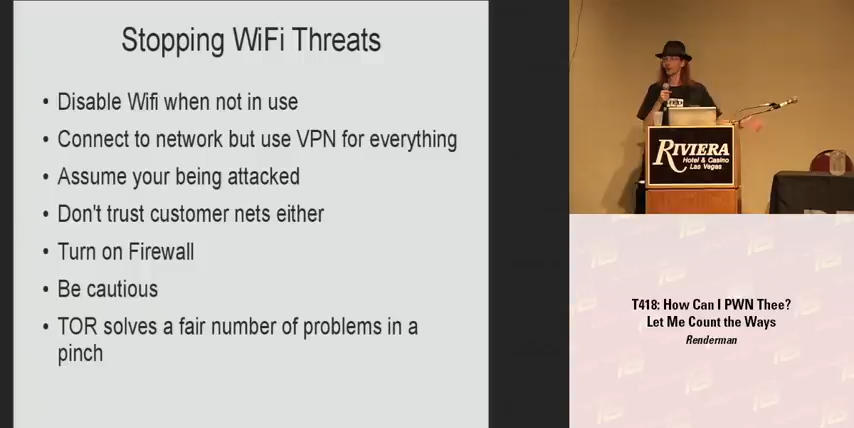 Stopping WiFi Threats
• Disable Wifi when not in use
• Connect to network but use VPN for everything
• Assume your being attacked
• Don't trust customer nets either
• Turn on Firewall
• Be cautious
• TOR solves a fair number of problems in a
pinch
RIVIERA
Hotel & Casino
Las Vegas
T418: How Can I PWN Thee?
Let Me Count the Ways
Renderman